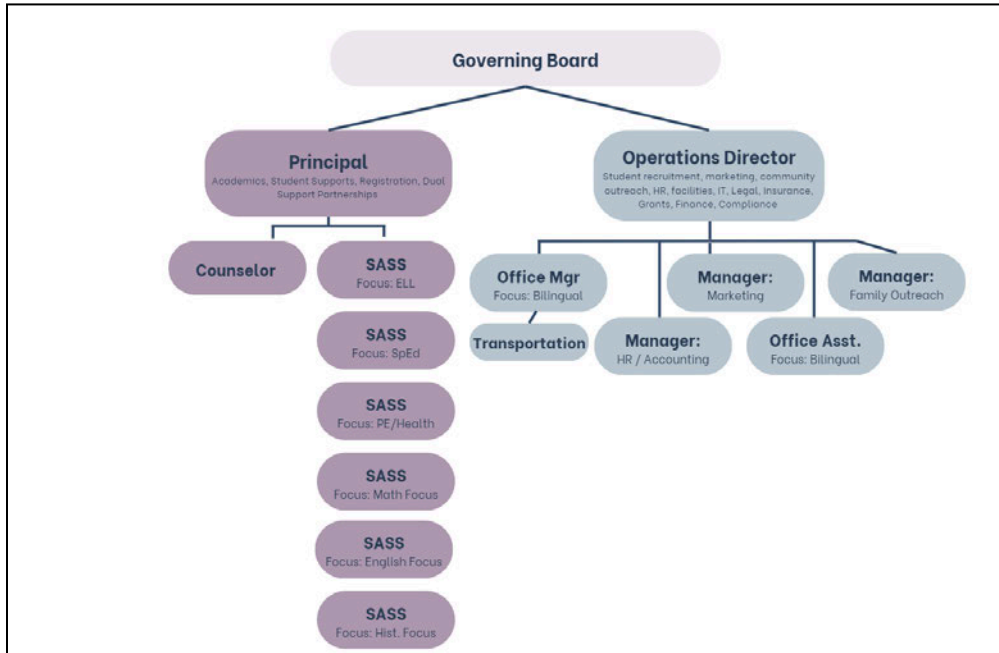 Governing Board
Principal
Academics, Student Supports, Registration, Dual
Support Partnerships
Operations Director
Student recruitment, marketing, community
outreach, HR, facilities, IT, Legal, Insurance,
Grants, Finance, Compliance
Counselor
SASS
Focus: ELL
SASS
Focus: SpEd
SASS
Focus: PE/Health
SASS
Focus: Math Focus
SASS
Focus: English Focus
SASS
Focus: Hist. Focus
Office Mgr
Focus: Bilingual
Transportation
Manager:
HR / Accounting
Manager:
Marketing
Office Asst.
Focus: Bilingual
Manager:
Family Outreach